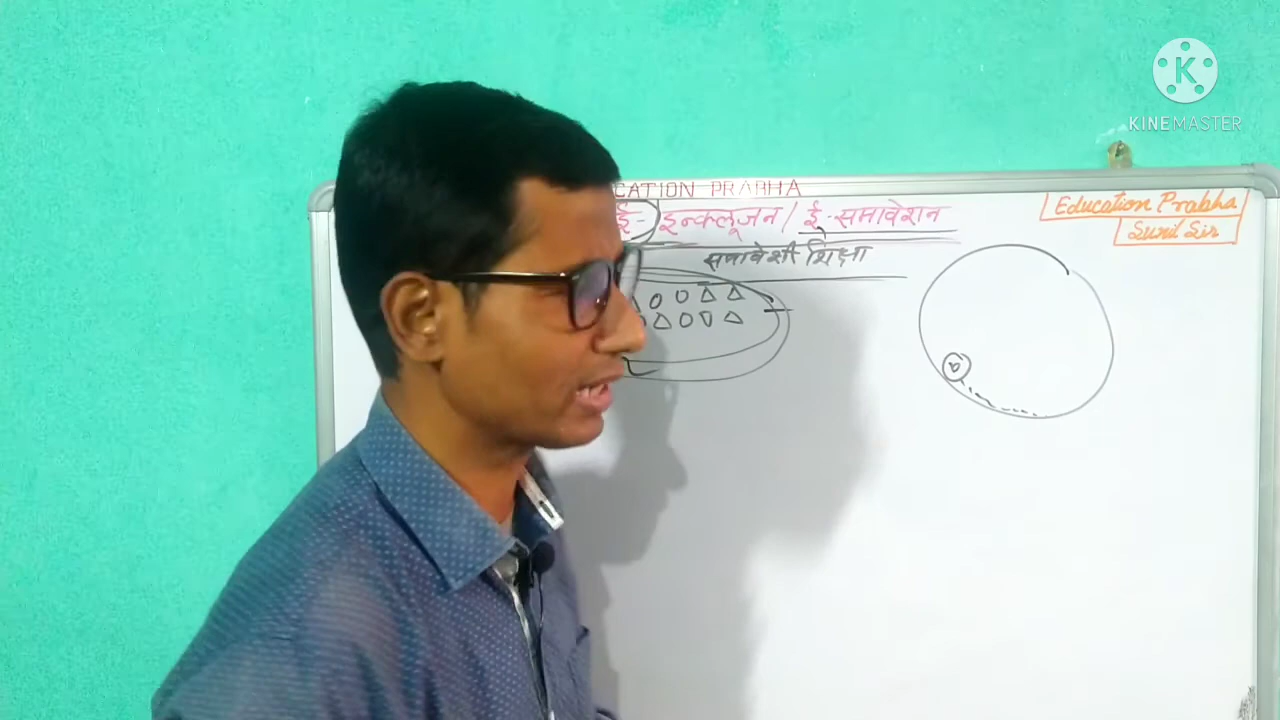 K
KINEMASTER
CATION PRABHA
ई-इन्क्लूजन / ई-समावेशन
Education Prabha
Sunil Sir
समावेशी शिक्षा